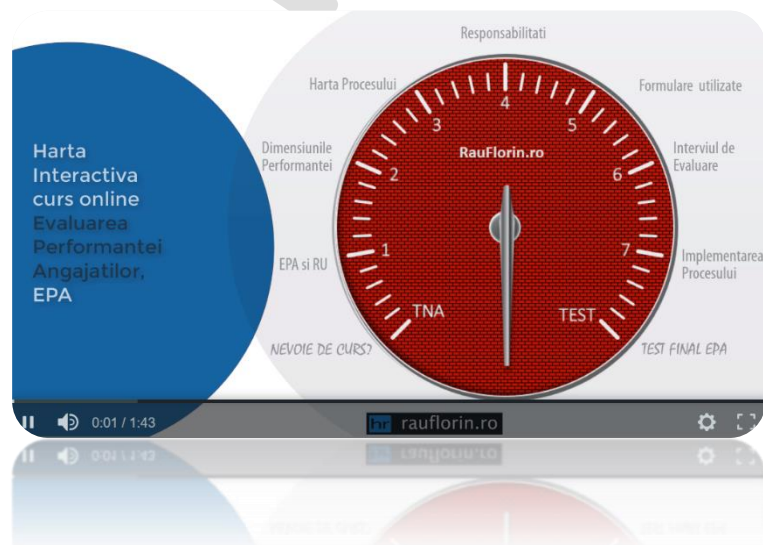 Harta
Interactiva
curs online
Evaluarea
Performantei
Angajatilor,
EPA
Responsabilitati
Harta Procesului
Formulare utilizate
Dimensiunile
Performantei
Interviul de
Evaluare
EPA si RU
Implementarea
Procesului
NEVOIE DE CURS?
TEST FINAL EPA
RauFlorin.ro
TNA
1
2
3
4
5
6
7
TEST
0:01 / 1:43
hr rauflorin.ro